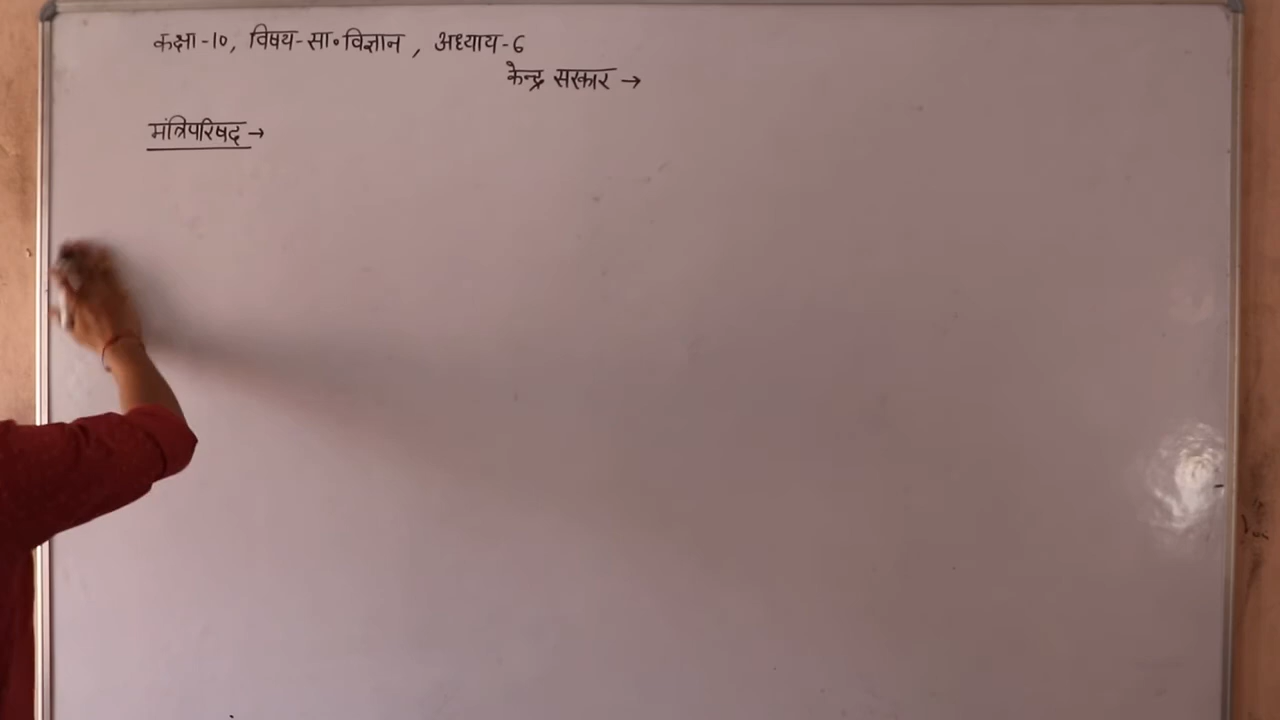 कक्षा -10, विषय- सा॰ विज्ञान , अध्याय - 6
केन्द्र सरकार →
मंत्रिपरिषद →